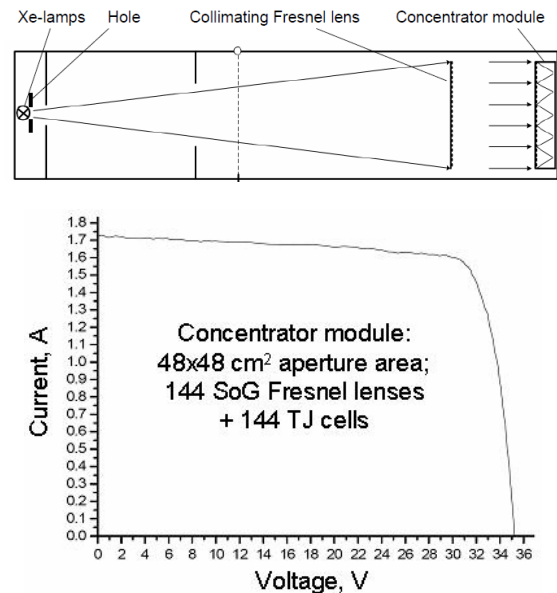 Xe-lamps Hole Collimating Fresnel lens Concentrator module
1.8
1.7
1.6
1.5
1.4
1.3
1.2
1.1
1.0
0.9
0.8
0.7
0.6
0.5
0.4
0.3
0.2
0.1
0.0
Current, A
Concentrator module:
48x48 cm² aperture area;
144 SoG Fresnel lenses
+ 144 TJ cells
0 2 4 6 8 10 12 14 16 18 20 22 24 26 28 30 32 34 36
Voltage, V